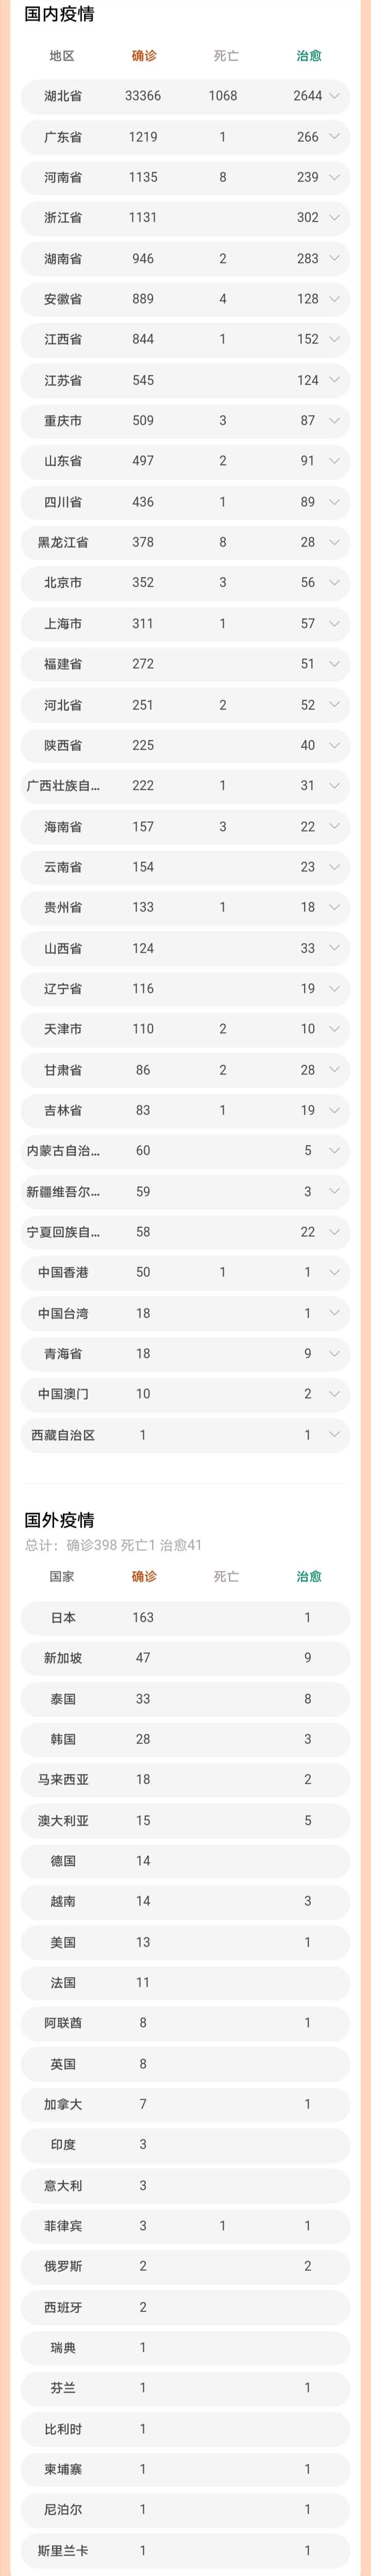 国内疫情
地区 确诊 死亡 治愈
湖北省 33366 1068 2644
广东省 1219 1 266
河南省 1135 8 239
浙江省 1131 302
湖南省 946 2 283
安徽省 889 4 128
江西省 844 1 152
江苏省 545 124
重庆市 509 3 87
山东省 497 2 91
四川省 436 1 89
黑龙江省 378 8 28
北京市 352 3 56
上海市 311 1 57
福建省 272 51
河北省 251 2 52
陕西省 225 40
广西壮族自... 222 1 31
海南省 157 3 22
云南省 154 23
贵州省 133 1 18
山西省 124 33
辽宁省 116 19
天津市 110 2 10
甘肃省 86 2 28
吉林省 83 1 19
内蒙古自治... 60 5
新疆维吾尔... 59 3
宁夏回族自... 58 22
中国香港 50 1 1
中国台湾 18 1
青海省 18 9
中国澳门 10 2
西藏自治区 1 1
国外疫情
总计：确诊398 死亡1 治愈41
国家 确诊 死亡 治愈
日本 163 1
新加坡 47 9
泰国 33 8
韩国 28 3
马来西亚 18 2
澳大利亚 15 5
德国 14
越南 14 3
美国 13 1
法国 11
阿联酋 8 1
英国 8
加拿大 7 1
印度 3
意大利 3
菲律宾 3 1 1
俄罗斯 2 2
西班牙 2
瑞典 1
芬兰 1 1
比利时 1
柬埔寨 1 1
尼泊尔 1 1
斯里兰卡 1 1